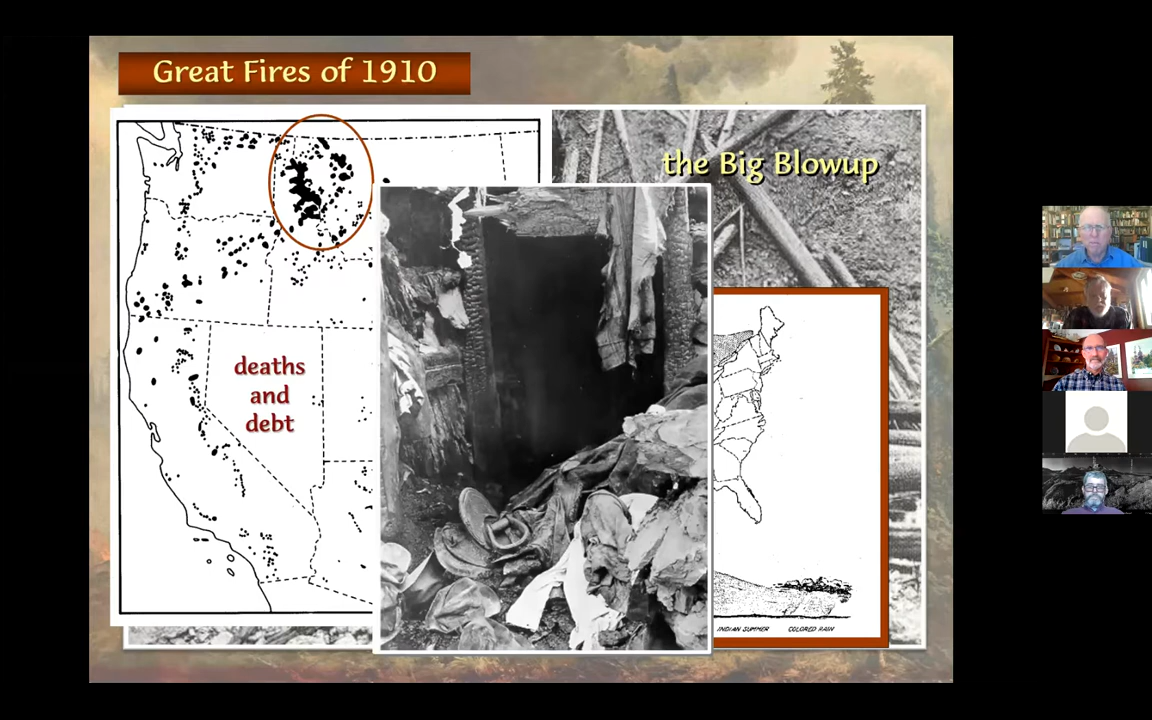 Great Fires of 1910
the Big Blowup
deaths
and
debt
INDIAN SUMMER COLORED RAIN